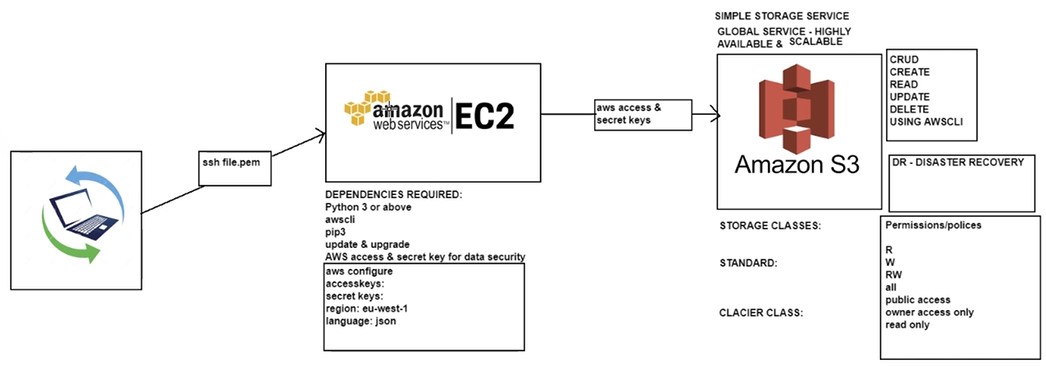 SIMPLE STORAGE SERVICE
GLOBAL SERVICE - HIGHLY
AVAILABLE & SCALABLE
ssh file.pem
amazon
webservices™
EC2
DEPENDENCIES REQUIRED:
Python 3 or above
awscli
pip3
update & upgrade
AWS access & secret key for data security
aws configure
accesskeys:
secret keys:
region: eu-west-1
language: json
aws access &
secret keys
Amazon S3
CRUD
CREATE
READ
UPDATE
DELETE
USING AWSCLI
DR - DISASTER RECOVERY
STORAGE CLASSES:
STANDARD:
CLACIER CLASS:
Permissions/polices
R
W
RW
all
public access
owner access only
read only